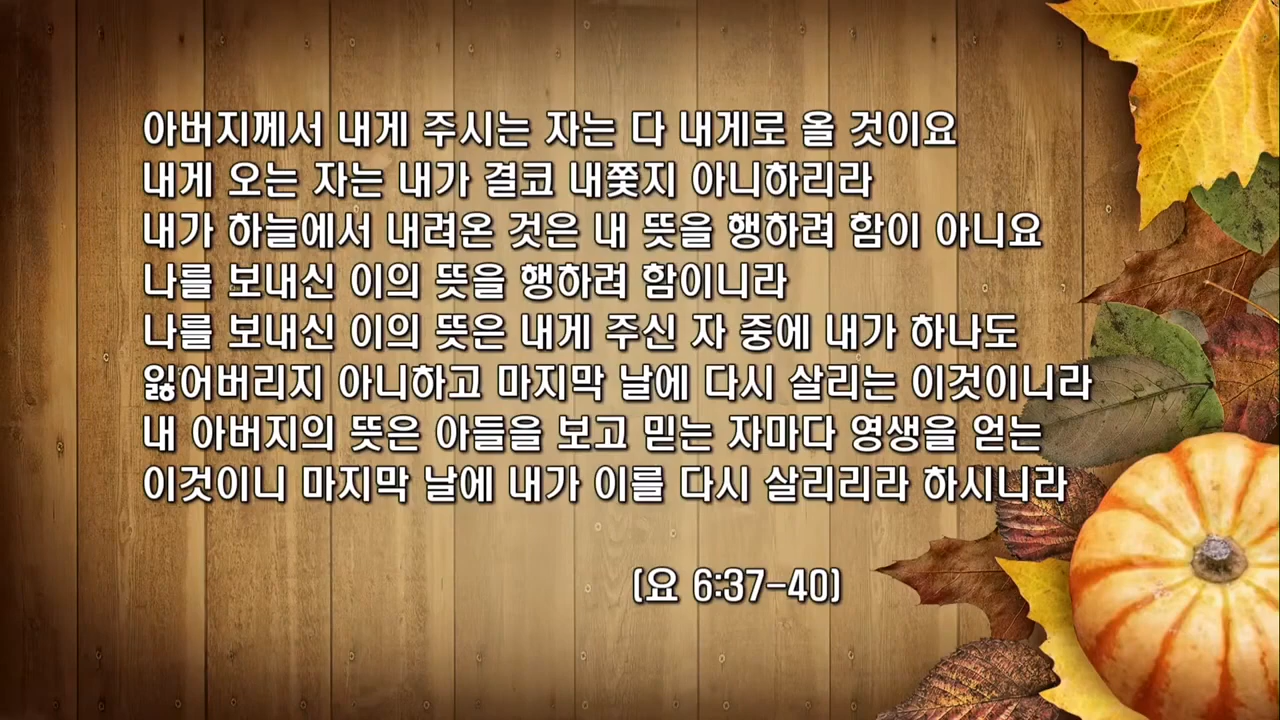 아버지께서 내게 주시는 자는 다 내게로 올 것이요
내게 오는 자는 내가 결코 내쫓지 아니하리라
내가 하늘에서 내려온 것은 내 뜻을 행하려 함이 아니요
나를 보내신 이의 뜻을 행하려 함이니라
나를 보내신 이의 뜻은 내게 주신 자 중에 내가 하나도
잃어버리지 아니하고 마지막 날에 다시 살리는 이것이니라
내 아버지의 뜻은 아들을 보고 믿는 자마다 영생을 얻는
이것이니 마지막 날에 내가 이를 다시 살리리라 하시니라
(요 6:37-40)